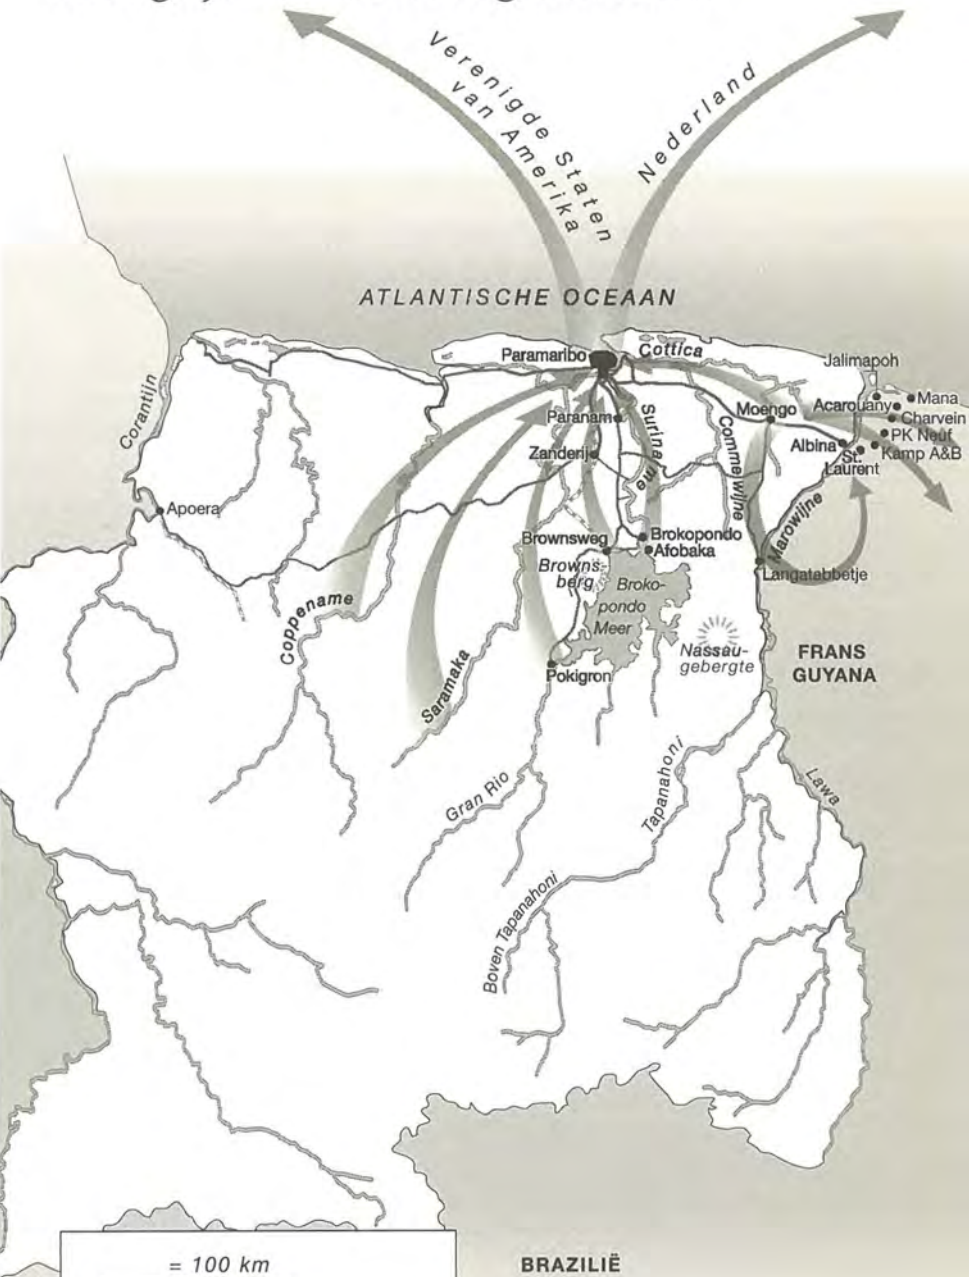 Verenigde Staten
van Amerika
Nederland
ATLANTISCHE OCEAAN
Paramaribo
Cottica
Jalimapoh
Corantijn
Paranam
Suriname
Commewijne
Moengo
Acarouany
Mana
Charvein
PK Neuf
Kamp A&B
Albina
St.
Laurent
Zanderij
Marowijne
Apoera
Brownsweg
Brokopondo
Afobaka
Browns-
berg
Broko-
pondo
Meer
Langatabbetje
Coppename
Nassau-
gebergte
FRANS
GUYANA
Saramaka
Pokigron
Gran Rio
Tapanahoni
Lawa
Boven Tapanahoni
= 100 km
BRAZILIË